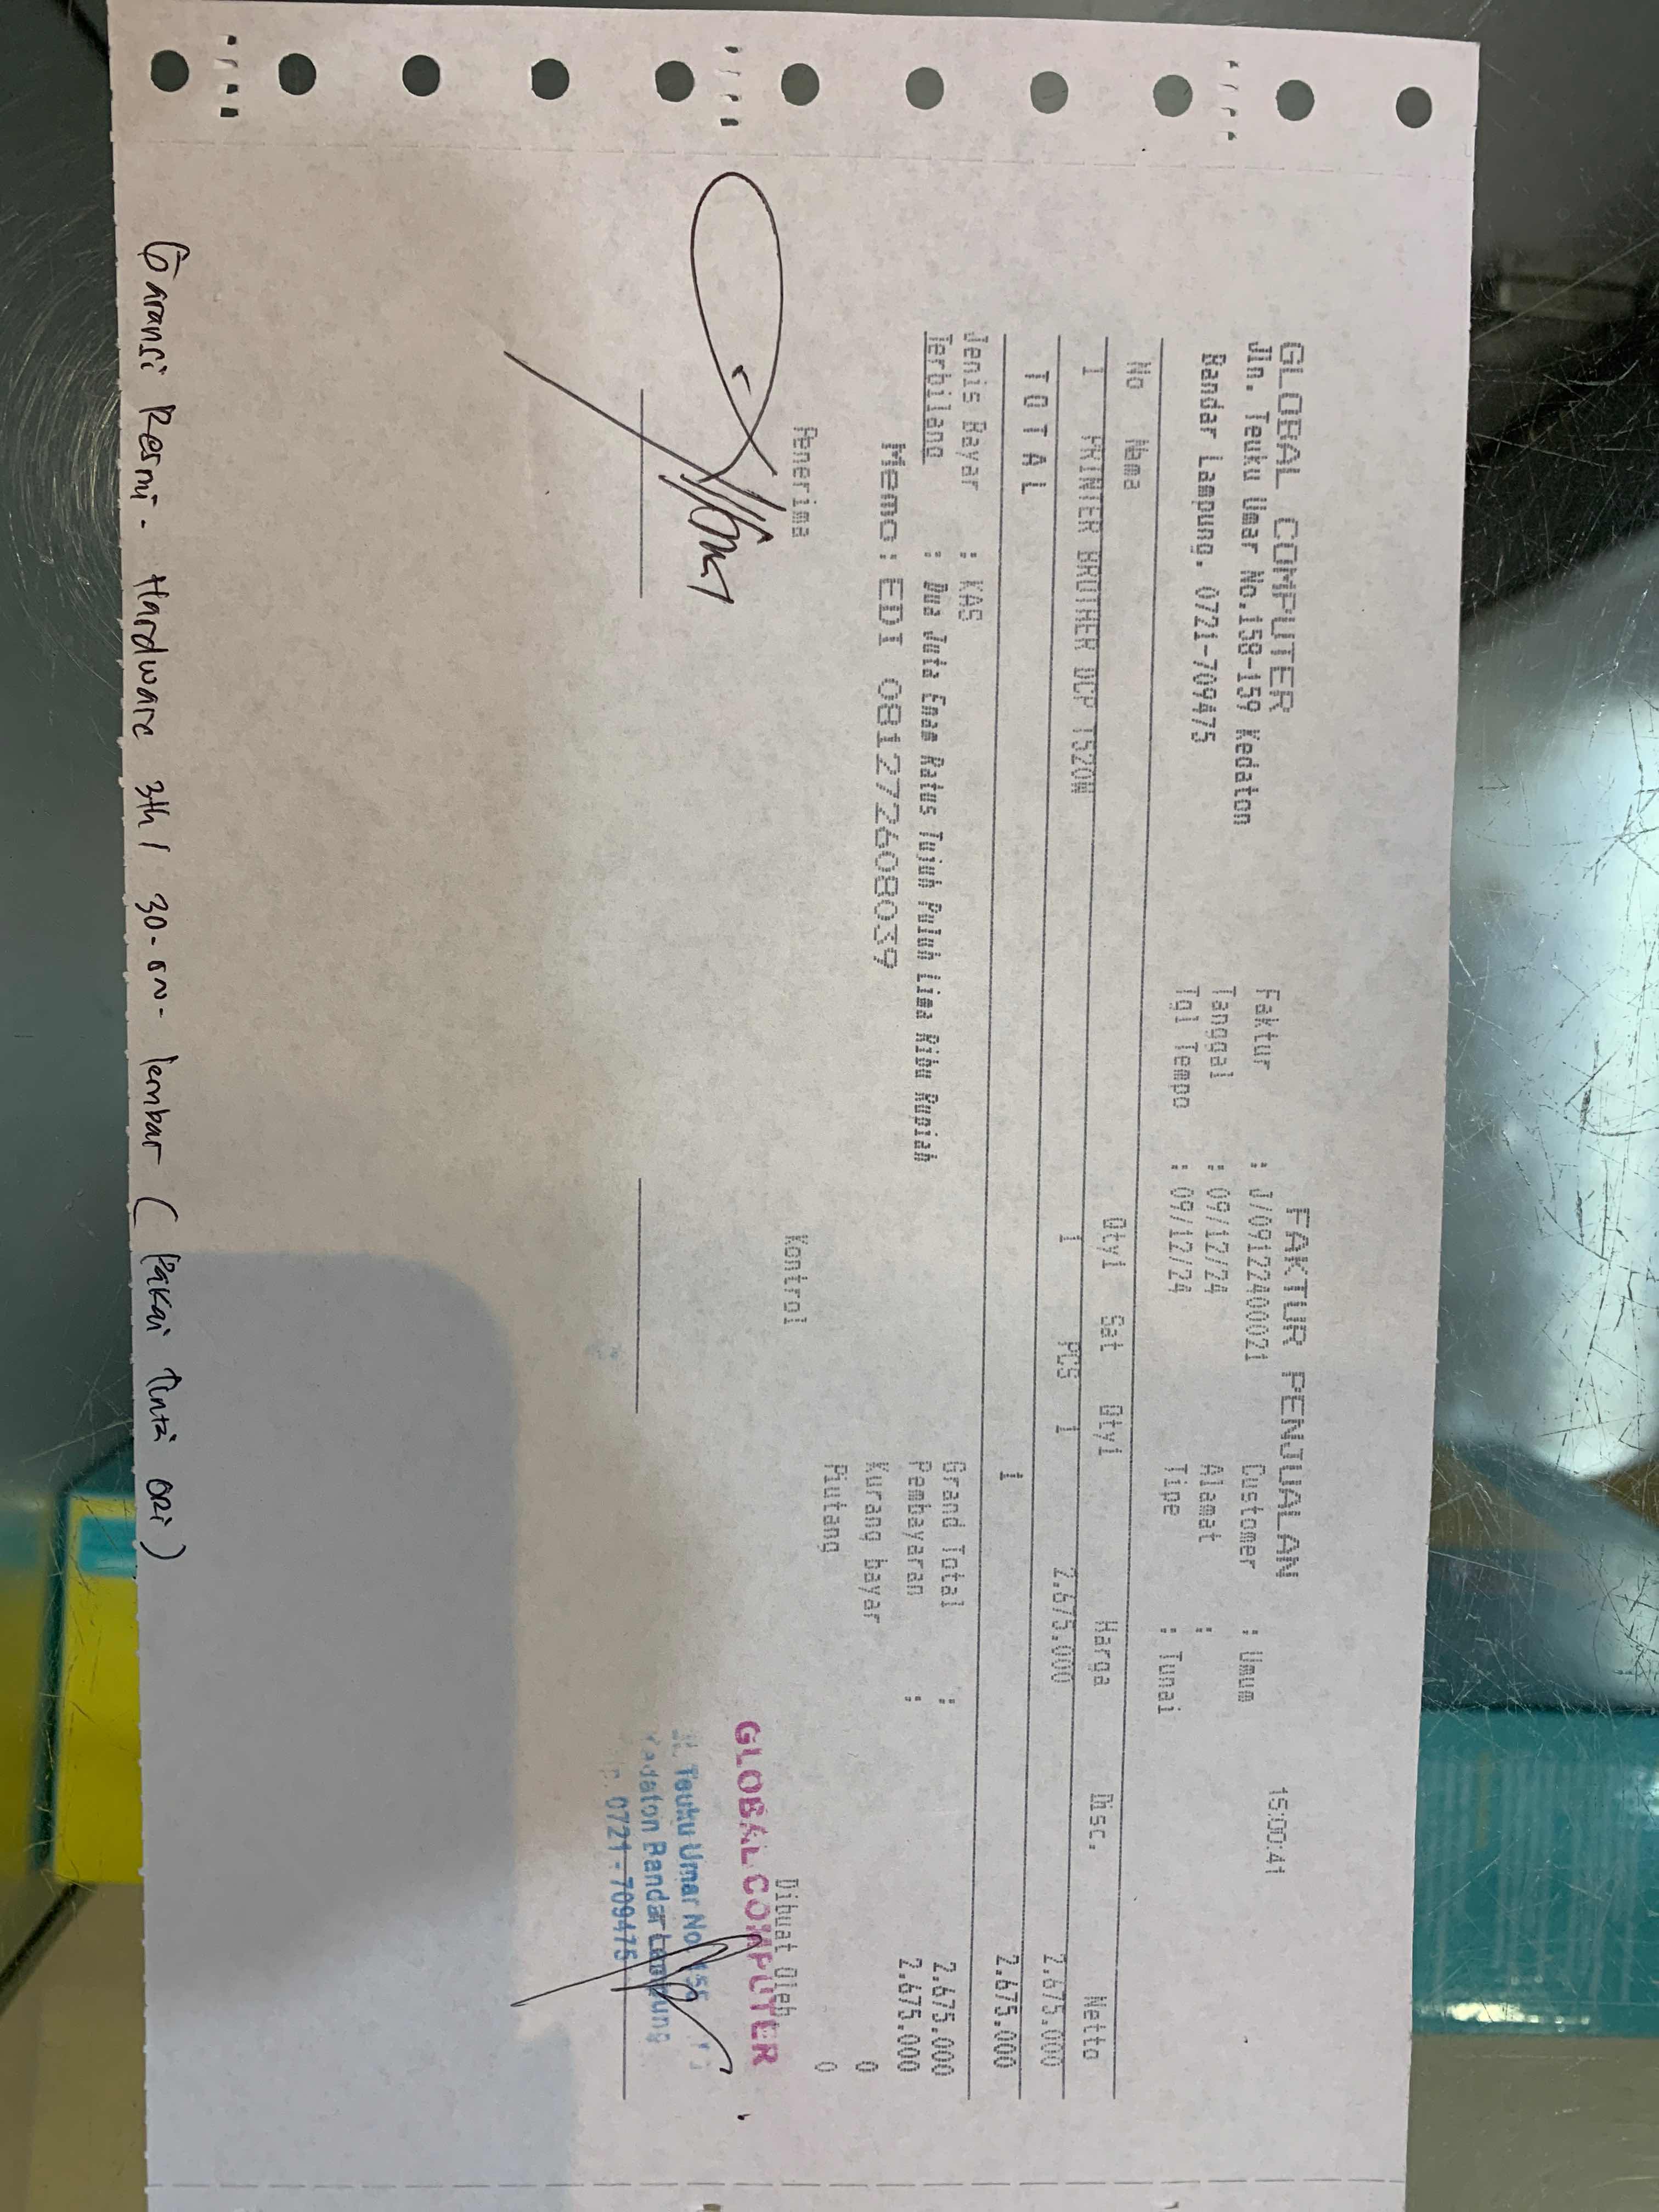 GLOBAL COMPUTER FAKTUR PENJUALAN 15:00:41
Jln. Teuku Umar No.158-159 Kedaton Faktur : J/09122400021 Customer : Umum
Bandar Lampung. 0721-709475 Tanggal : 09/12/24 Alamat :
Tgl Tempo : 09/12/24 Tipe : Tunai
No Nama Qty1 Sat Qty1 Harga Disc. Netto
1 PRINTER BROTHER DCP T520W 1 PCS 1 2.675.000 2.675.000
T O T A L 1 2.675.000
Jenis Bayar : KAS Grand Total : 2.675.000
Terbilang : Dua Juta Enam Ratus Tujuh Puluh Lima Ribu Rupiah Pembayaran : 2.675.000
Memo: EDI 081272608039 Kurang bayar 0
Piutang 0
Penerima Kontrol Dibuat Oleh
GLOBAL COMPUTER
Jl. Teuku Umar No.
Kedaton Bandar Lampung
0721 - 709475
Garansi Resmi - Hardware 3th / 30.000 lembar ( Pakai Tinta ORI )